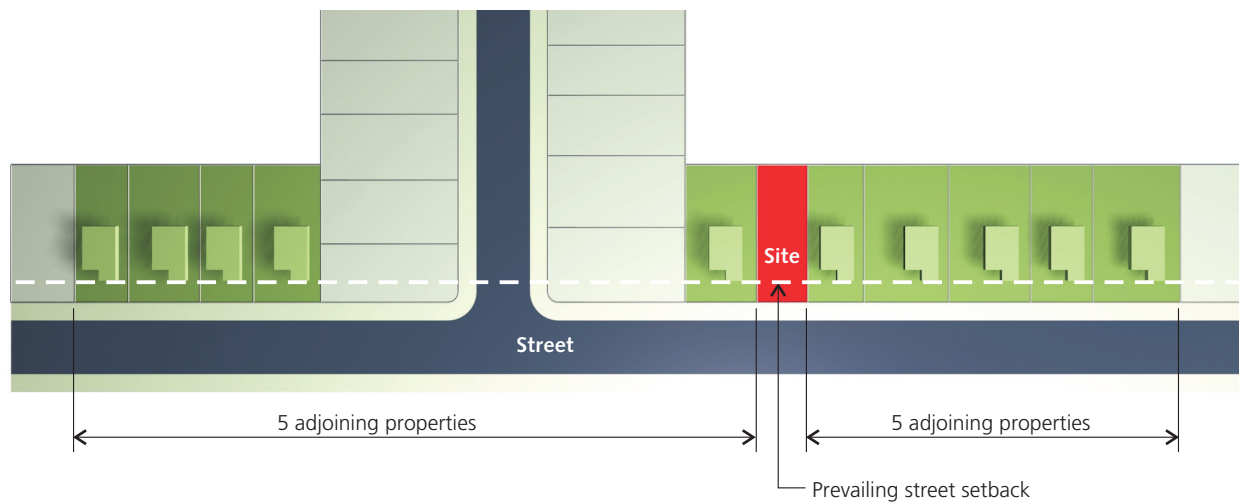 Site
Street
5 adjoining properties
5 adjoining properties
Prevailing street setback